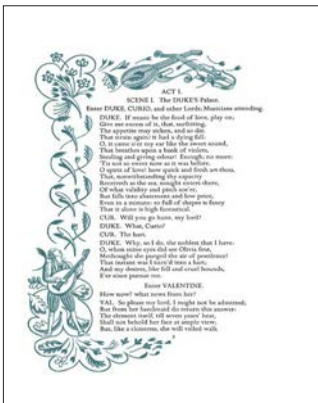 ACT I.
SCENE I. The DUKE'S Palace.
Enter DUKE, CURIO, and other Lords; Musicians attending.
DUKE. If music be the food of love, play on;
Give me excess of it, that, surfeiting,
The appetite may sicken, and so die.
That strain again! it had a dying fall:
O, it came o'er my ear like the sweet sound,
That breathes upon a bank of violets,
Stealing and giving odour! Enough; no more:
'Tis not so sweet now as it was before.
O spirit of love! how quick and fresh art thou,
That, notwithstanding thy capacity
Receiveth as the sea, nought enters there,
Of what validity and pitch soe'er,
But falls into abatement and low price,
Even in a minute: so full of shapes is fancy
That it alone is high fantastical.
CUR. Will you go hunt, my lord?
DUKE. What, Curio?
CUR. The hart.
DUKE. Why, so I do, the noblest that I have:
O, when mine eyes did see Olivia first,
Methought she purged the air of pestilence!
That instant was I turn'd into a hart;
And my desires, like fell and cruel hounds,
E'er since pursue me.
Enter VALENTINE.
How now! what news from her?
VAL. So please my lord, I might not be admitted;
But from her handmaid do return this answer:
The element itself, till seven years' heat,
Shall not behold her face at ample view;
But, like a cloistress, she will veiled walk